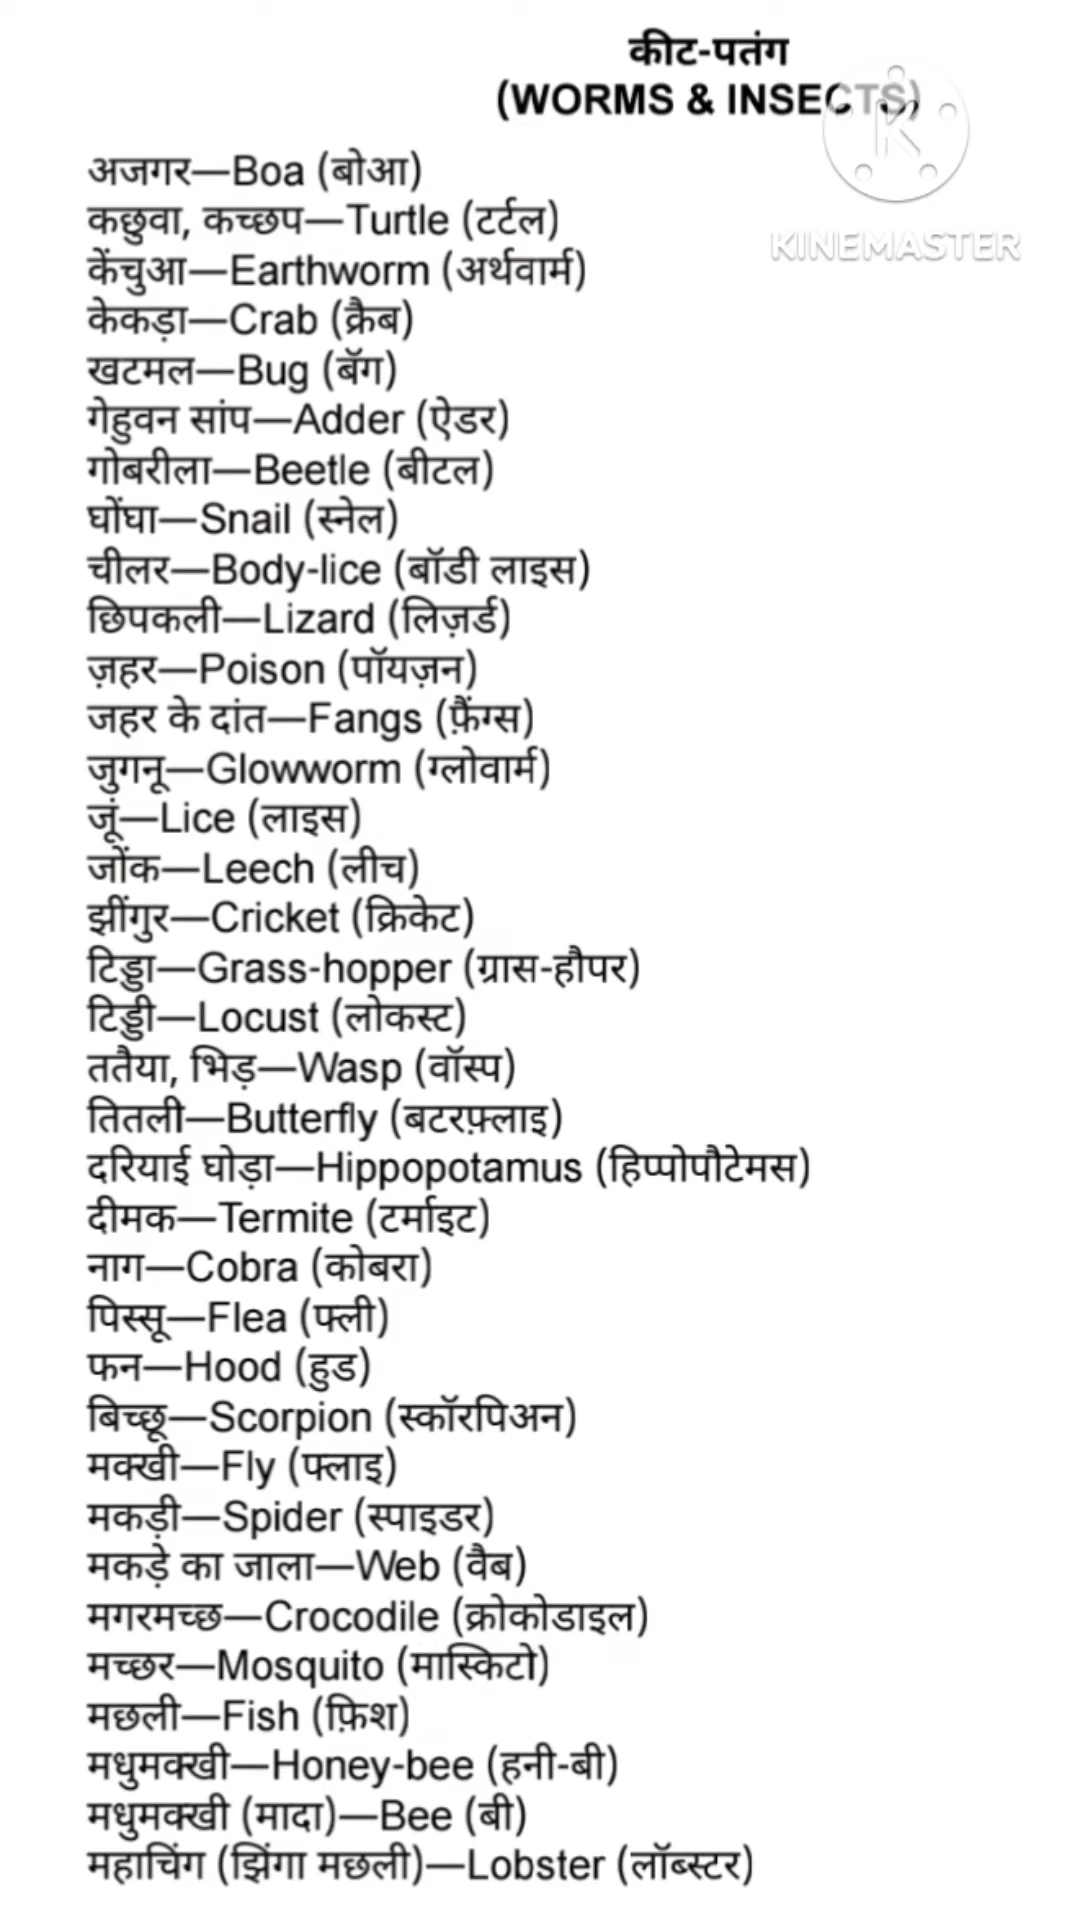 कीट-पतंग
(WORMS & INSECTS)
KINEMASTER
अजगर—Boa (बोआ)
कछुवा, कच्छप—Turtle (टर्टल)
केंचुआ—Earthworm (अर्थवार्म)
केकड़ा—Crab (क्रैब)
खटमल—Bug (बॅग)
गेहुवन सांप—Adder (ऐडर)
गोबरीला—Beetle (बीटल)
घोंघा—Snail (स्नेल)
चीलर—Body-lice (बॉडी लाइस)
छिपकली—Lizard (लिज़र्ड)
ज़हर—Poison (पॉयज़न)
जहर के दांत—Fangs (फ़ैंग्स)
जुगनू—Glowworm (ग्लोवार्म)
जूं—Lice (लाइस)
जोंक—Leech (लीच)
झींगुर—Cricket (क्रिकेट)
टिड्डा—Grass-hopper (ग्रास-हौपर)
टिड्डी—Locust (लोकस्ट)
ततैया, भिड़—Wasp (वॉस्प)
तितली—Butterfly (बटरफ़्लाइ)
दरियाई घोड़ा—Hippopotamus (हिप्पोपौटेमस)
दीमक—Termite (टर्माइट)
नाग—Cobra (कोबरा)
पिस्सू—Flea (फ्ली)
फन—Hood (हुड)
बिच्छू—Scorpion (स्कॉरपिअन)
मक्खी—Fly (फ्लाइ)
मकड़ी—Spider (स्पाइडर)
मकड़े का जाला—Web (वैब)
मगरमच्छ—Crocodile (क्रोकोडाइल)
मच्छर—Mosquito (मास्किटो)
मछली—Fish (फ़िश)
मधुमक्खी—Honey-bee (हनी-बी)
मधुमक्खी (मादा)—Bee (बी)
महाचिंग (झिंगा मछली)—Lobster (लॉब्स्टर)